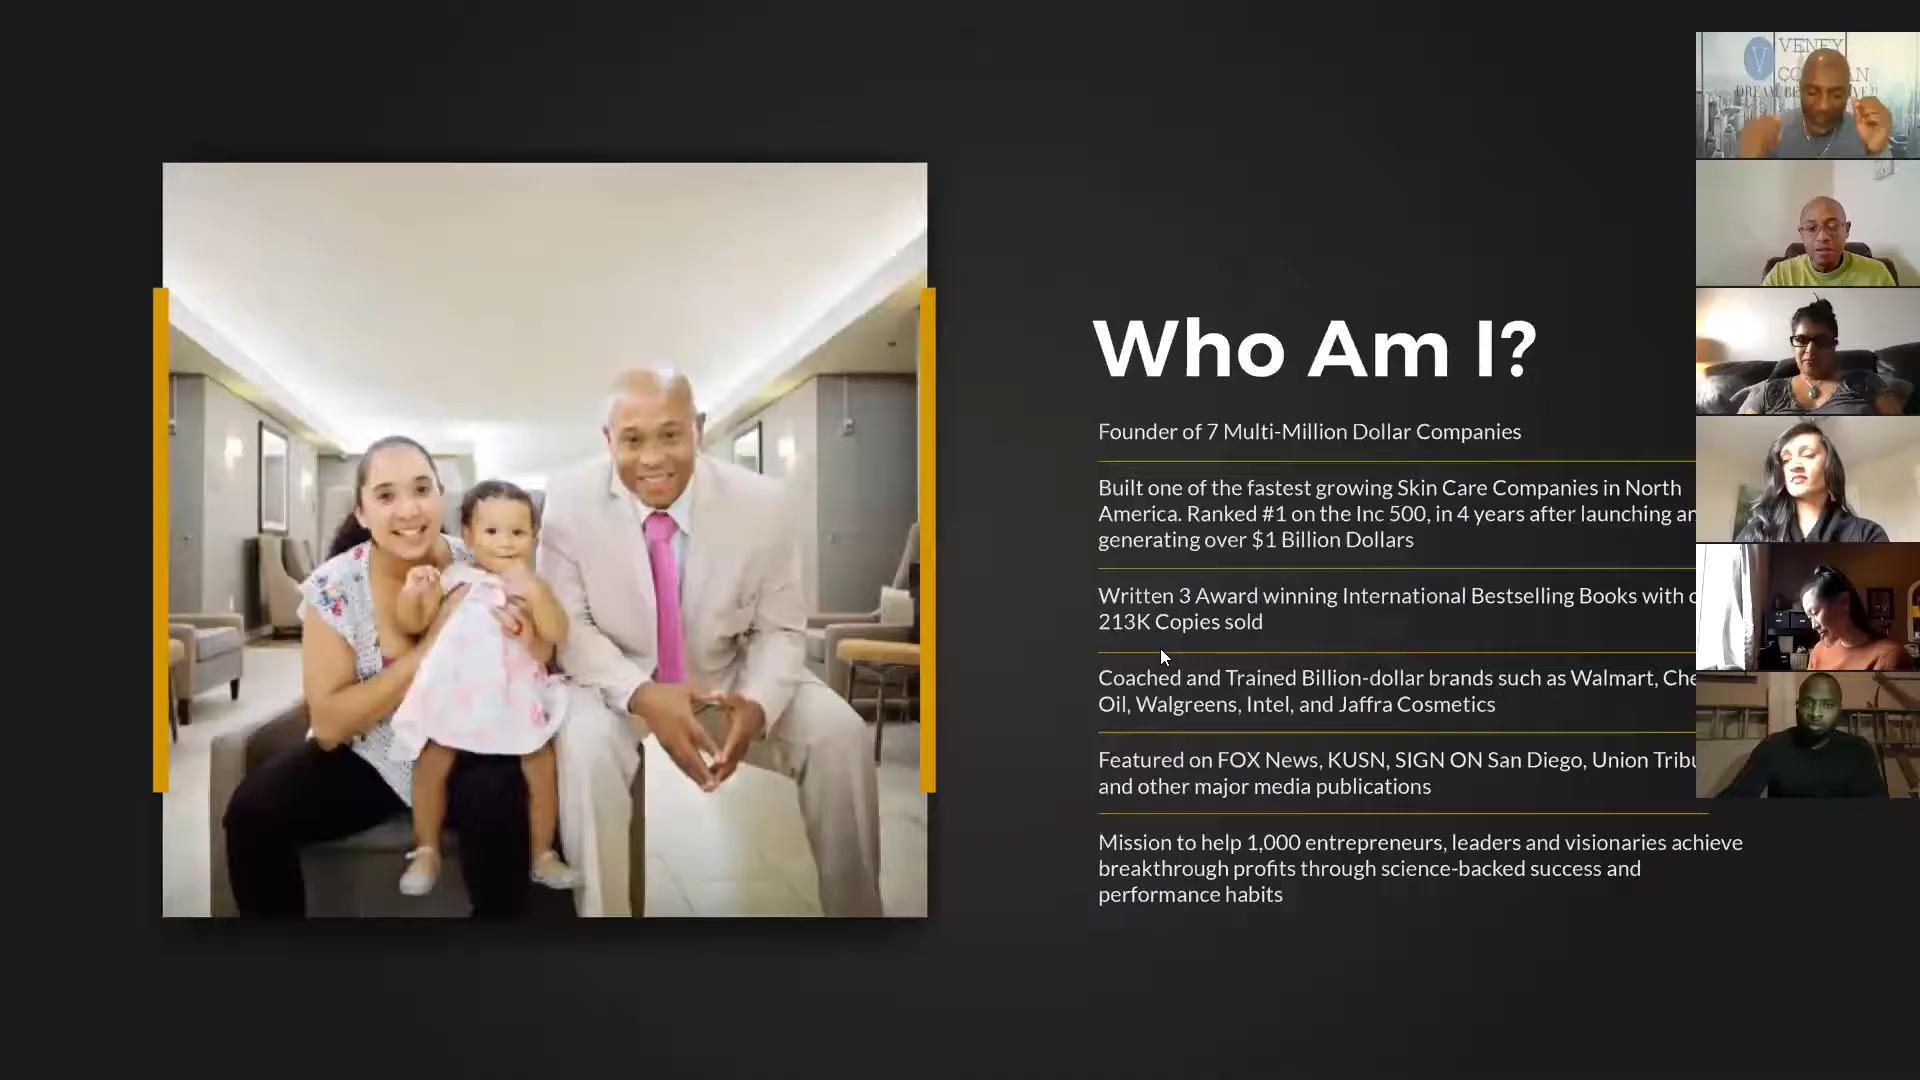 Who Am I?
Founder of 7 Multi-Million Dollar Companies
Built one of the fastest growing Skin Care Companies in North
America. Ranked #1 on the Inc 500, in 4 years after launching
generating over $1 Billion Dollars
Written 3 Award winning International Bestselling Books with
213K Copies sold
Coached and Trained Billion-dollar brands such as Walmart,
Oil, Walgreens, Intel, and Jaffra Cosmetics
Featured on FOX News, KUSN, SIGN ON San Diego, Union
and other major media publications
Mission to help 1,000 entrepreneurs, leaders and visionaries achieve
breakthrough profits through science-backed success and
performance habits
V VENEY